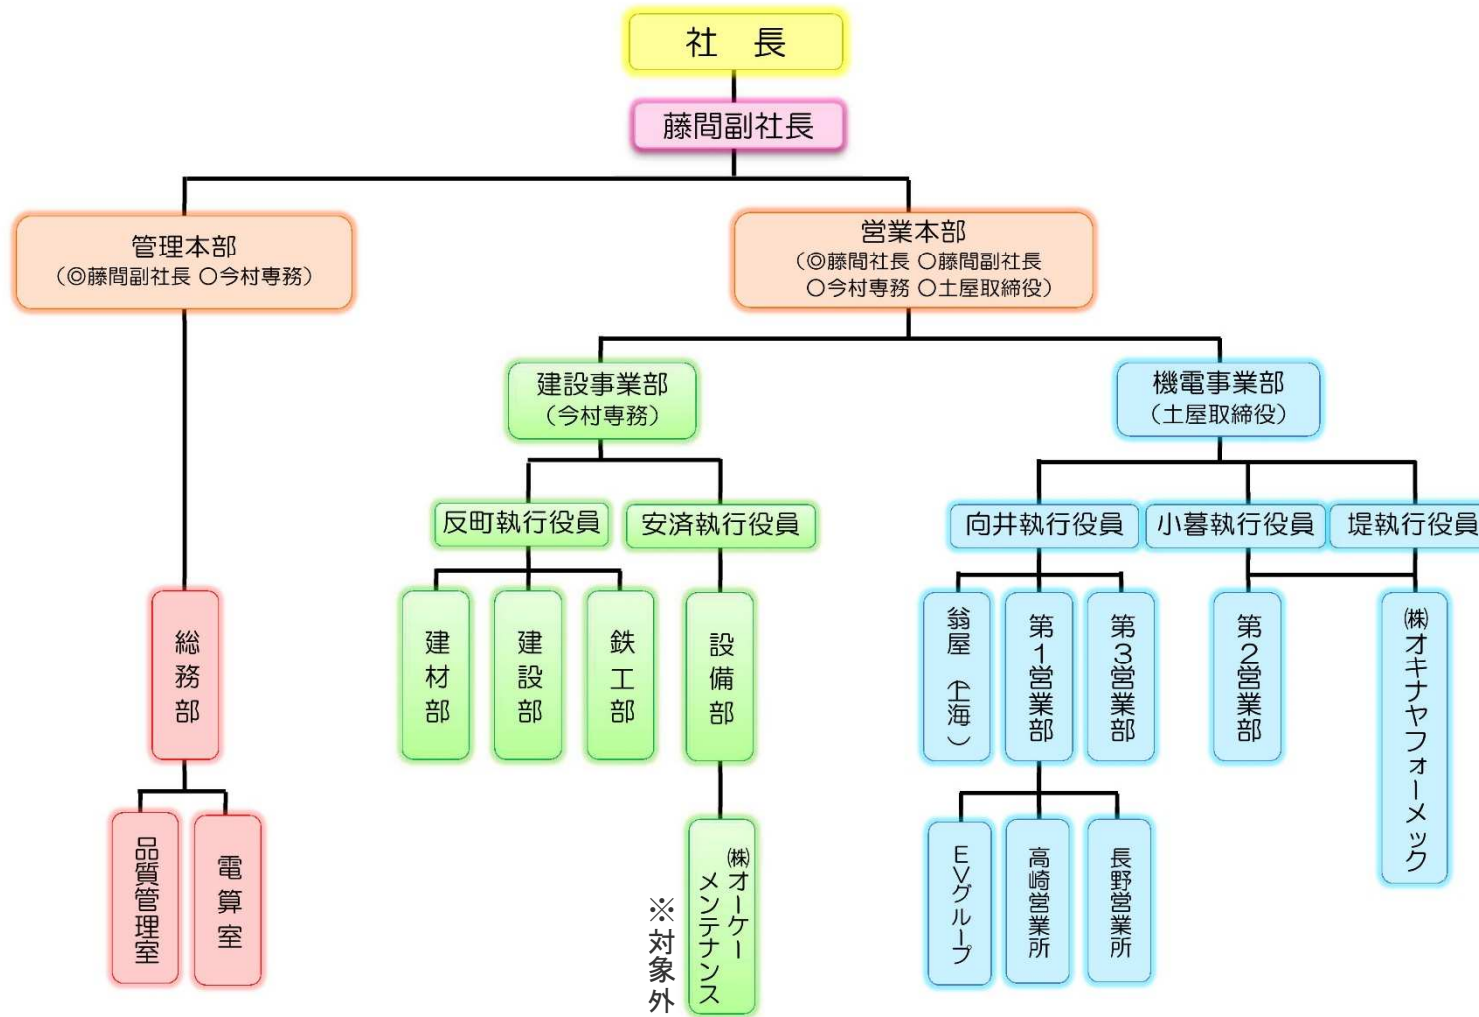 社　長
藤間副社長
管理本部
（◎藤間副社長 〇今村専務）
営業本部
（◎藤間社長 〇藤間副社長
〇今村専務 〇土屋取締役）
建設事業部
（今村専務）
機電事業部
（土屋取締役）
反町執行役員
安済執行役員
向井執行役員
小暮執行役員
堤執行役員
総務部
建材部
建設部
鉄工部
設備部
翁屋（上海）
第1営業部
第3営業部
第2営業部
㈱オキナヤフォーメック
品質管理室
電算室
※対象外
㈱オーケー
メンテナンス
EVグループ
高崎営業所
長野営業所